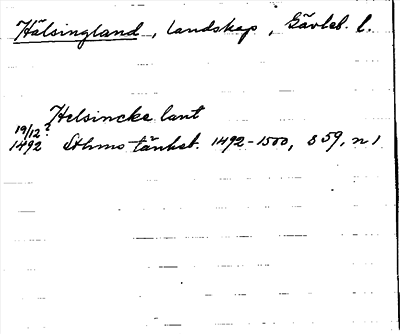 Hälsingland, landskap, Gävleb. l.
Helsincke lant
19/12?
1492 Sthms tänkeb. 1492-1500, s 59, n 1